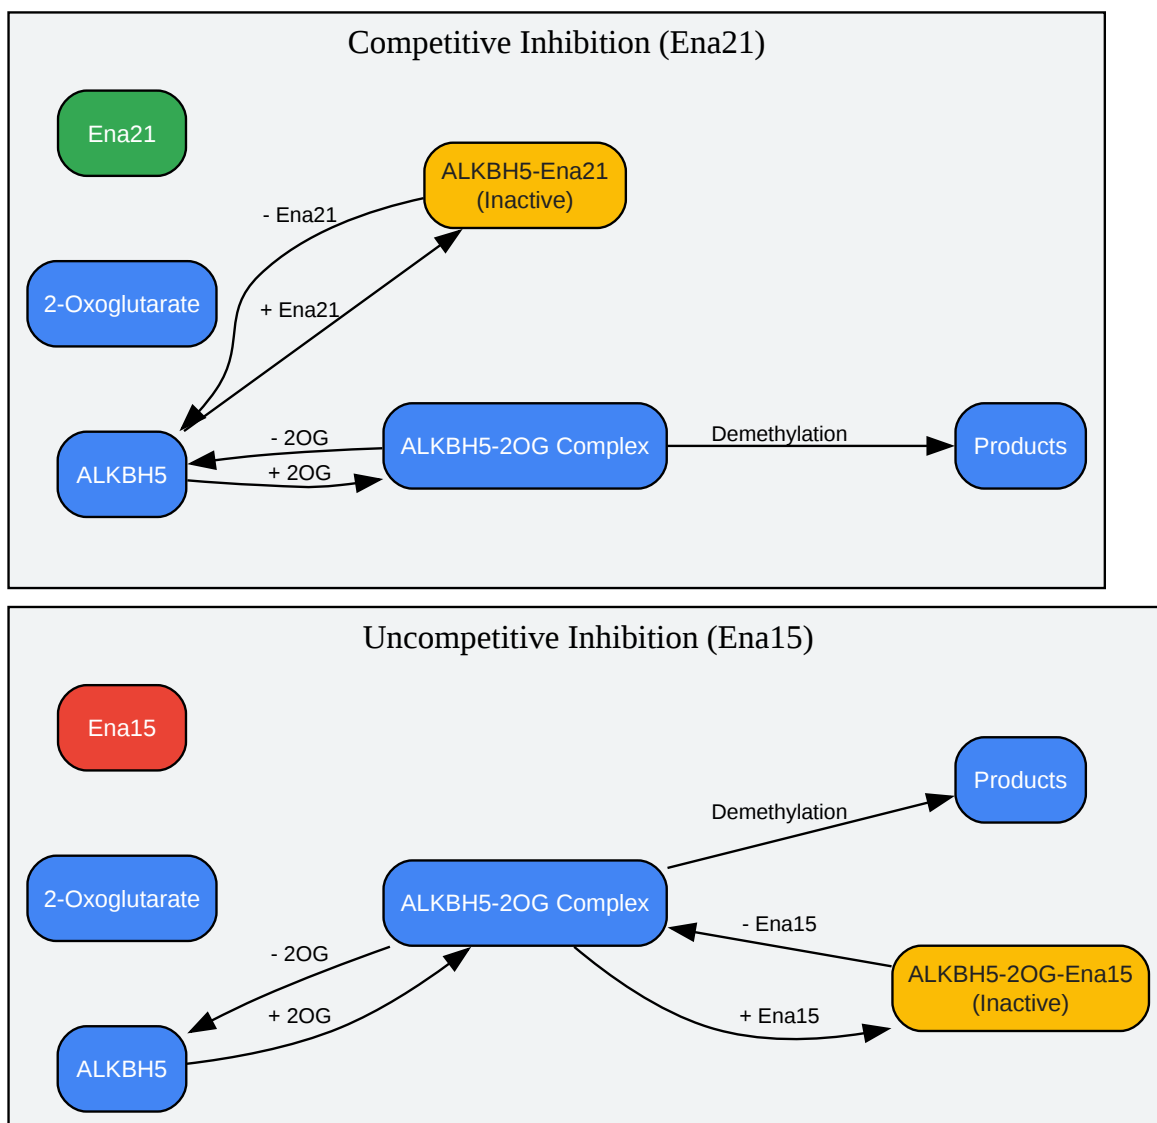 Competitive Inhibition (Ena21)
Ena21
ALKBH5-Ena21
(Inactive)
- Ena21
2-Oxoglutarate
+ Ena21
- 2OG
ALKBH5-2OG Complex
Demethylation
Products
ALKBH5
+ 2OG
Uncompetitive Inhibition (Ena15)
Ena15
Products
Demethylation
2-Oxoglutarate
ALKBH5-2OG Complex
- Ena15
- 2OG
ALKBH5-2OG-Ena15
(Inactive)
+ 2OG
+ Ena15
ALKBH5